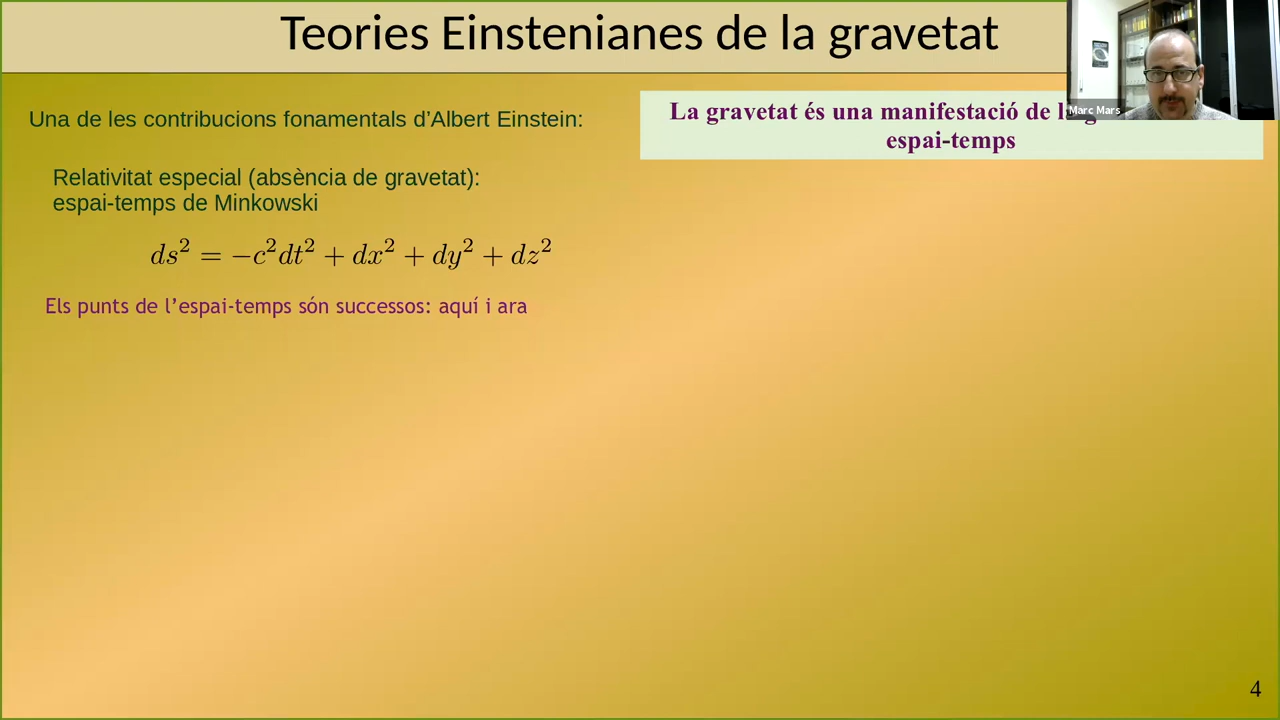 Teories Einstenianes de la gravetat
Marc Mars
Una de les contribucions fonamentals d'Albert Einstein:
La gravetat és una manifestació de
espai-temps
Relativitat especial (absència de gravetat):
espai-temps de Minkowski
ds² = −c²dt² + dx² + dy² + dz²
Els punts de l'espai-temps són successos: aquí i ara
4